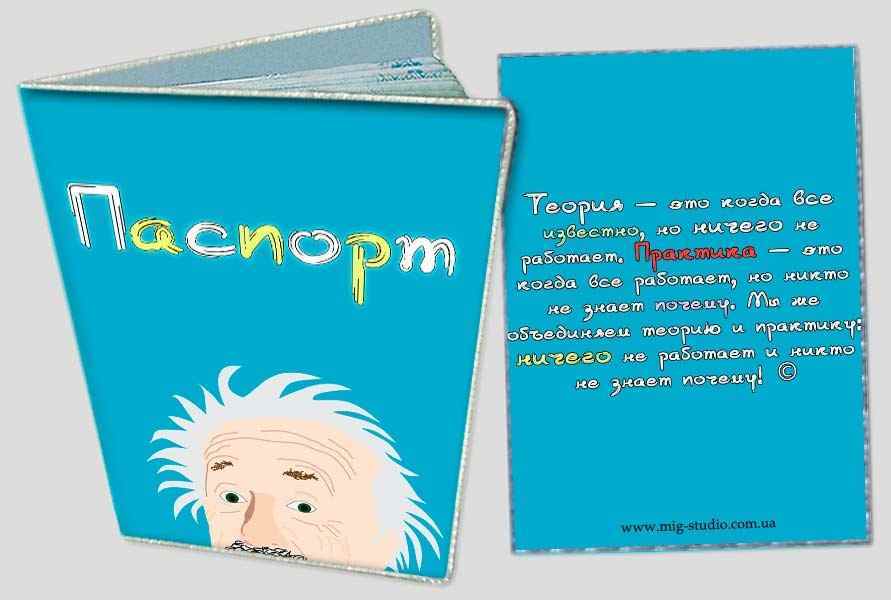 Паспорт
Теория — это когда все
известно, но ничего не
работает. Практика — это
когда все работает, но никто
не знает почему. Мы же
объединяем теорию и практику:
ничего не работает и никто
не знает почему! ©
www.mig-studio.com.ua